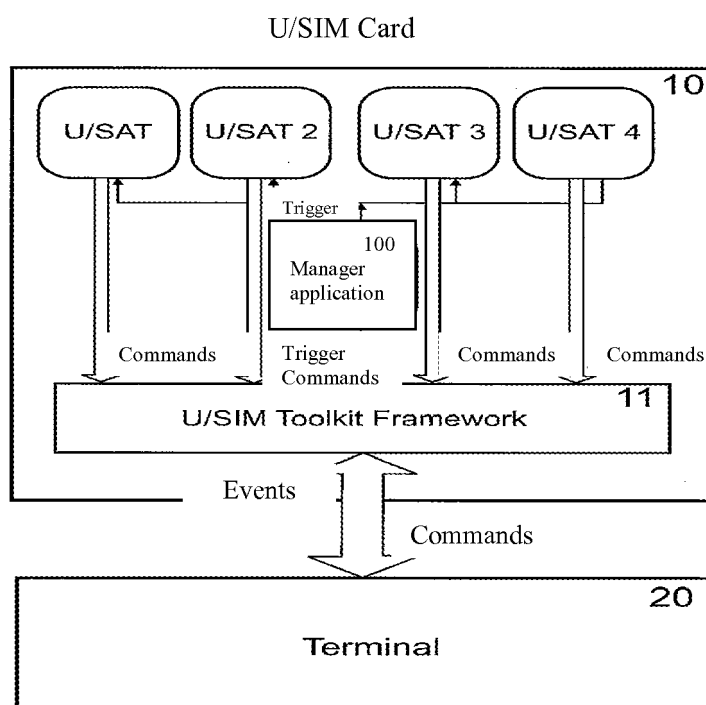 U/SIM Card
10
U/SAT
U/SAT 2
U/SAT 3
U/SAT 4
Trigger
100
Manager
application
Commands
Trigger
Commands
Commands
Commands
11
U/SIM Toolkit Framework
Events
Commands
20
Terminal